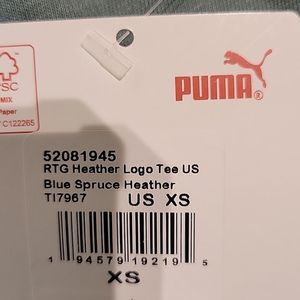 FSC
MIX
Paper
C122265
PUMA
52081945
RTG Heather Logo Tee US
Blue Spruce Heather
TI7967 US XS
1 94579 19219 5
XS